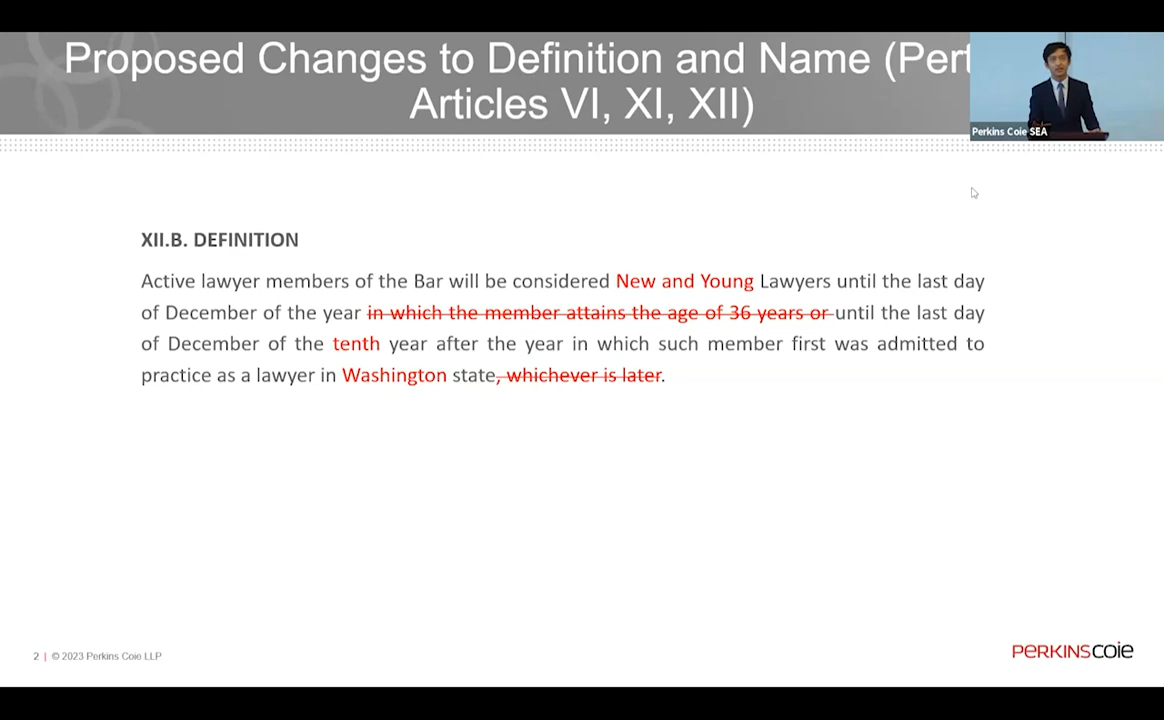 Proposed Changes to Definition and Name (Pert
Articles VI, XI, XII)
Perkins Coie SEA
XII.B. DEFINITION
Active lawyer members of the Bar will be considered New and Young Lawyers until the last day
of December of the year in which the member attains the age of 36 years or until the last day
of December of the tenth year after the year in which such member first was admitted to
practice as a lawyer in Washington state, whichever is later.
2 | © 2023 Perkins Coie LLP
PERKINSCOIE